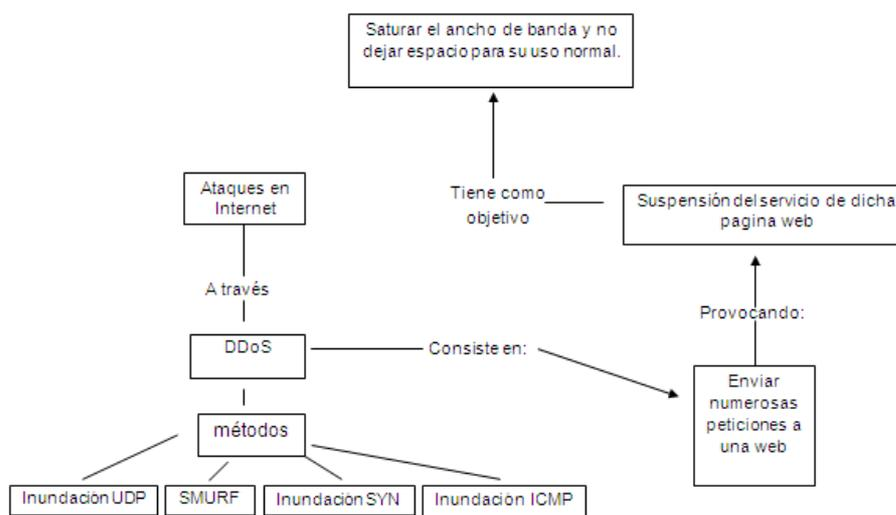 Saturar el ancho de banda y no
dejar espacio para su uso normal.
Ataques en
Internet
Tiene como
objetivo
Suspensión del servicio de dicha
pagina web
A través
Provocando:
DDoS
Consiste en:
Enviar
numerosas
peticiones a
una web
métodos
Inundación UDP
SMURF
Inundación SYN
Inundación ICMP